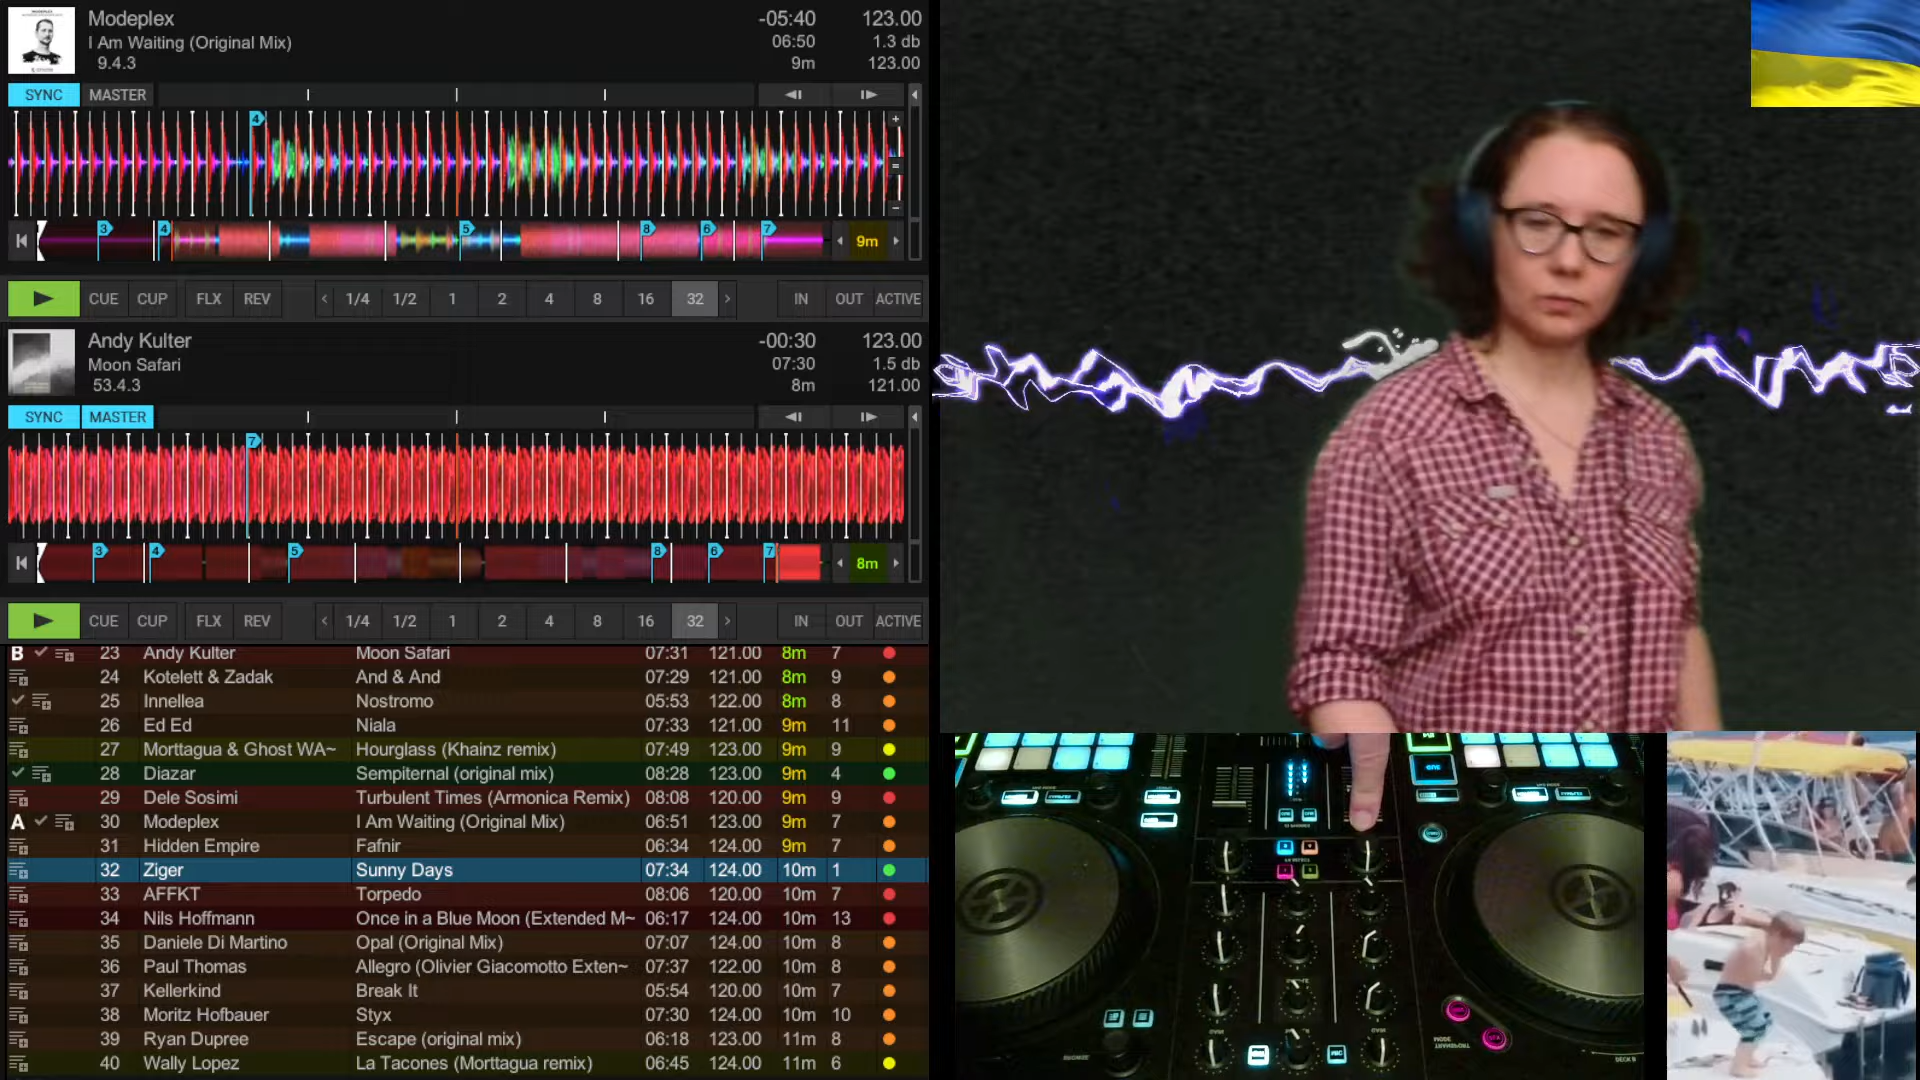 Modeplex -05:40 123.00
I Am Waiting (Original Mix) 06:50 1.3 db
9.4.3 9m 123.00
SYNC MASTER
4
3 4 5 8 6 7 9m
CUE CUP FLX REV 1/4 1/2 1 2 4 8 16 32 IN OUT ACTIVE
Andy Kulter -00:30 123.00
Moon Safari 07:30 1.5 db
53.4.3 8m 121.00
SYNC MASTER
7
3 4 5 8 6 7 8m
CUE CUP FLX REV 1/4 1/2 1 2 4 8 16 32 IN OUT ACTIVE
B 23 Andy Kulter Moon Safari 07:31 121.00 8m 7
24 Kotelett & Zadak And & And 07:29 121.00 8m 9
25 Innellea Nostromo 05:53 122.00 8m 8
26 Ed Ed Niala 07:33 121.00 9m 11
27 Morttagua & Ghost WA~ Hourglass (Khainz remix) 07:49 123.00 9m 9
28 Diazar Sempiternal (original mix) 08:28 123.00 9m 4
29 Dele Sosimi Turbulent Times (Armonica Remix) 08:08 120.00 9m 9
A 30 Modeplex I Am Waiting (Original Mix) 06:51 123.00 9m 7
31 Hidden Empire Fafnir 06:34 124.00 9m 7
32 Ziger Sunny Days 07:34 124.00 10m 1
33 AFFKT Torpedo 08:06 120.00 10m 7
34 Nils Hoffmann Once in a Blue Moon (Extended M~ 06:17 124.00 10m 13
35 Daniele Di Martino Opal (Original Mix) 07:07 124.00 10m 8
36 Paul Thomas Allegro (Olivier Giacomotto Exten~ 07:37 122.00 10m 8
37 Kellerkind Break It 05:54 120.00 10m 7
38 Moritz Hofbauer Styx 07:30 124.00 10m 10
39 Ryan Dupree Escape (original mix) 06:18 123.00 11m 8
40 Wally Lopez La Tacones (Morttagua remix) 06:45 124.00 11m 6